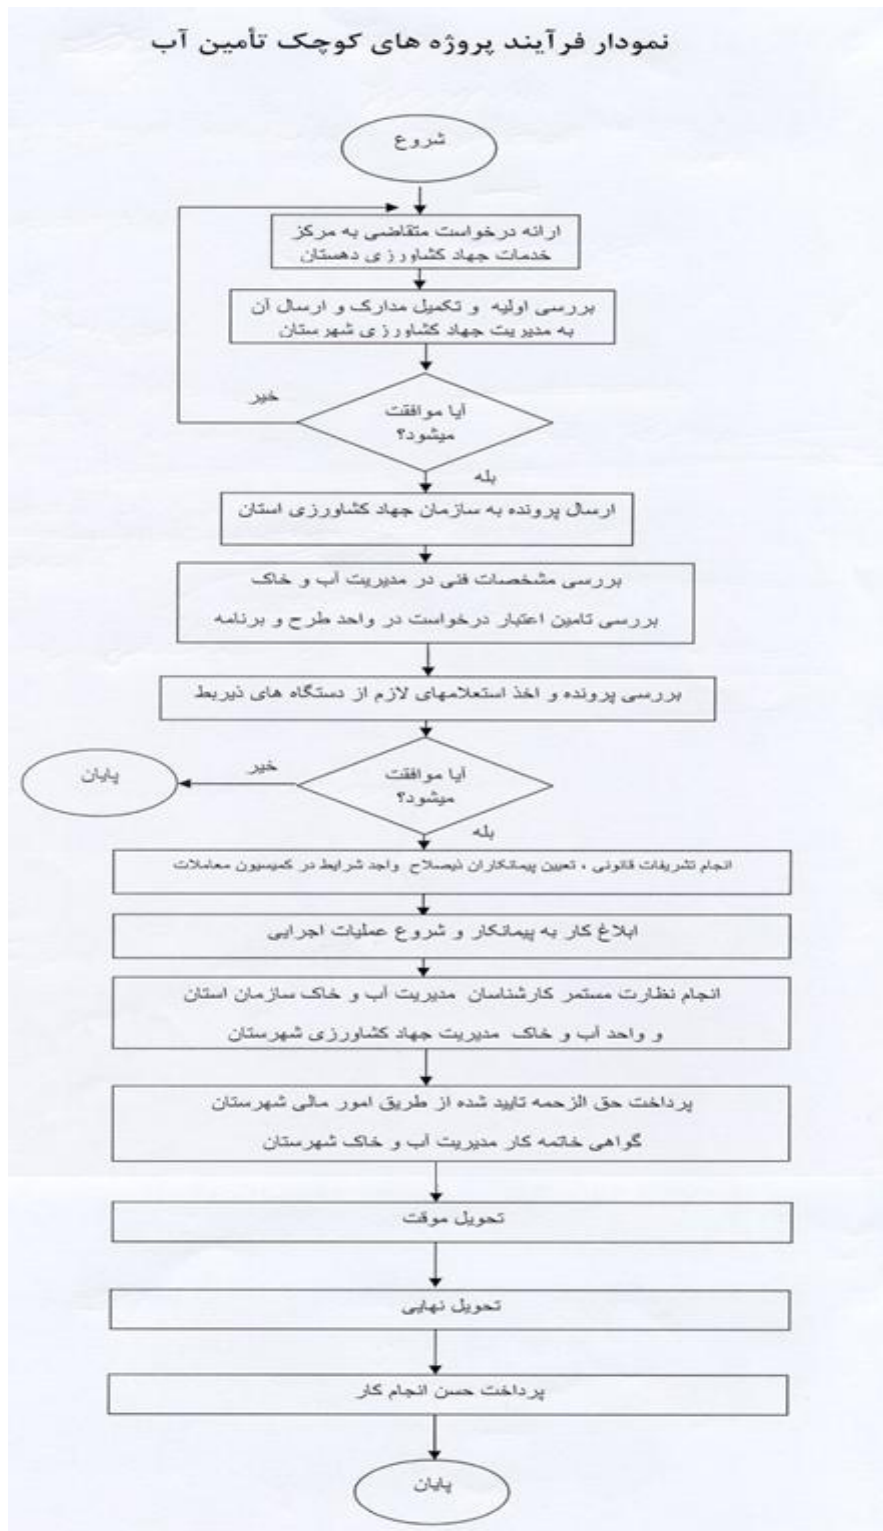 نمودار فرآیند پروژه های کوچک تأمین آب
شروع
ارائه درخواست متقاضی به مرکز
خدمات جهاد کشاورزی دهستان
بررسی اولیه و تکمیل مدارک و ارسال آن
به مدیریت جهاد کشاورزی شهرستان
خیر
آیا موافقت
میشود؟
بله
ارسال پرونده به سازمان جهاد کشاورزی استان
بررسی مشخصات فنی در مدیریت آب و خاک
بررسی تامین اعتبار درخواست در واحد طرح و برنامه
بررسی پرونده و اخذ استعلامهای لازم از دستگاه های ذیربط
آیا موافقت
میشود؟
خیر
پایان
بله
انجام تشریفات قانونی ، تعیین پیمانکاران ذیصلاح واجد شرایط در کمیسیون معاملات
ابلاغ کار به پیمانکار و شروع عملیات اجرایی
انجام نظارت مستمر کارشناسان مدیریت آب و خاک سازمان استان
و واحد آب و خاک مدیریت جهاد کشاورزی شهرستان
پرداخت حق الزحمه تایید شده از طریق امور مالی شهرستان
گواهی خاتمه کار مدیریت آب و خاک شهرستان
تحویل موقت
تحویل نهایی
پرداخت حسن انجام کار
پایان